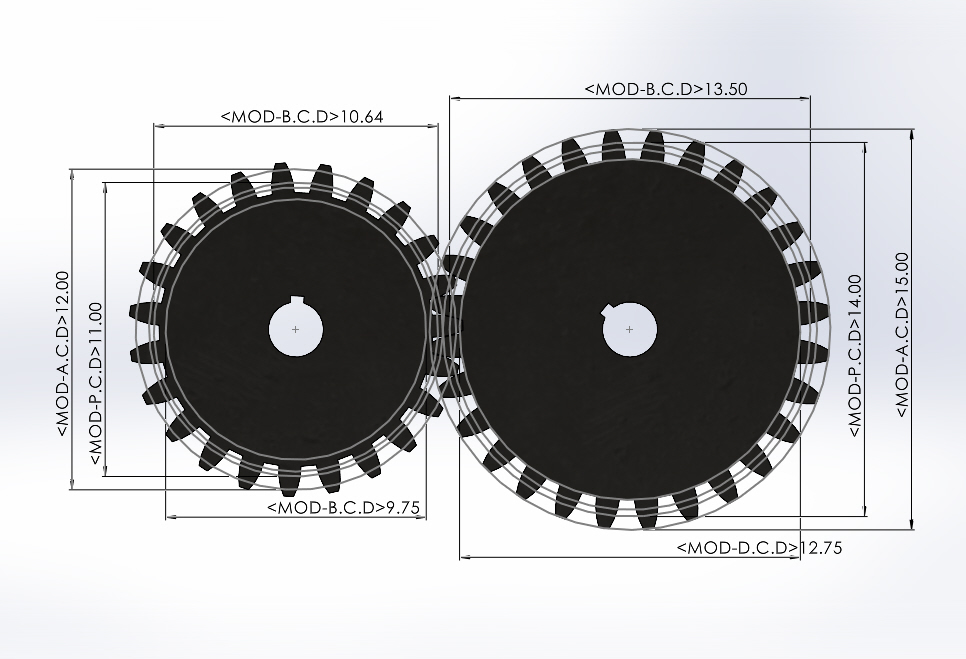 <MOD-B.C.D>10.64
<MOD-B.C.D>13.50
<MOD-A.C.D>12.00
<MOD-P.C.D>11.00
<MOD-P.C.D>14.00
<MOD-A.C.D>15.00
<MOD-B.C.D>9.75
<MOD-D.C.D>12.75